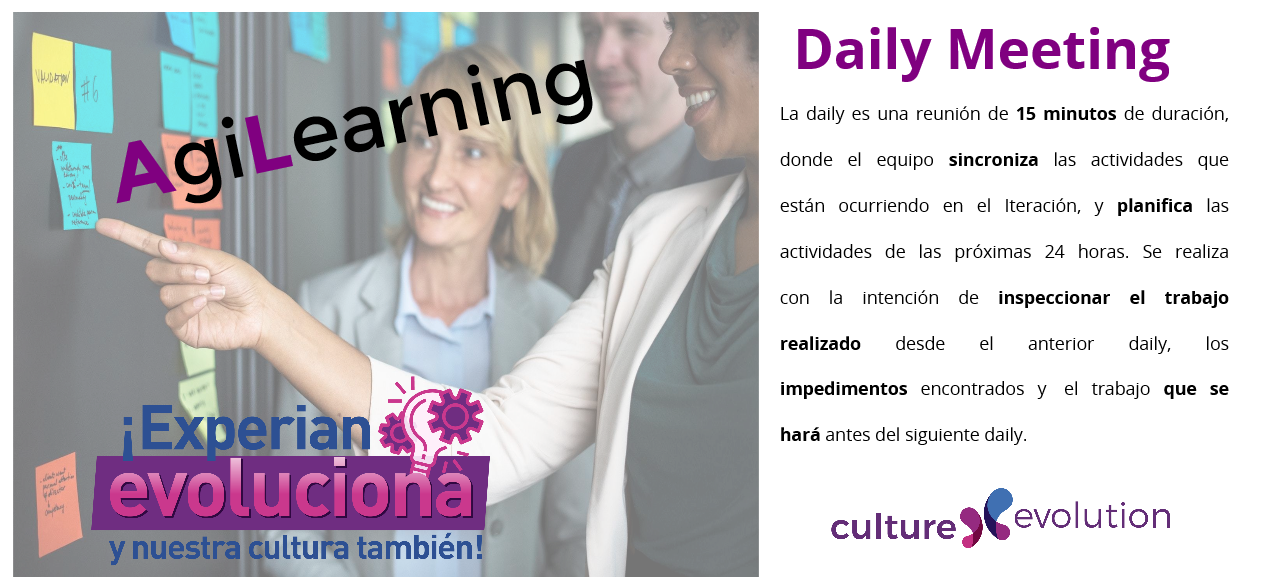 VALIDATION
#6
AgiLearning
¡Experian
evoluciona
y nuestra cultura también!
Daily Meeting
La daily es una reunión de 15 minutos de duración,
donde el equipo sincroniza las actividades que
están ocurriendo en el Iteración, y planifica las
actividades de las próximas 24 horas. Se realiza
con la intención de inspeccionar el trabajo
realizado desde el anterior daily, los
impedimentos encontrados y el trabajo que se
hará antes del siguiente daily.
culture evolution